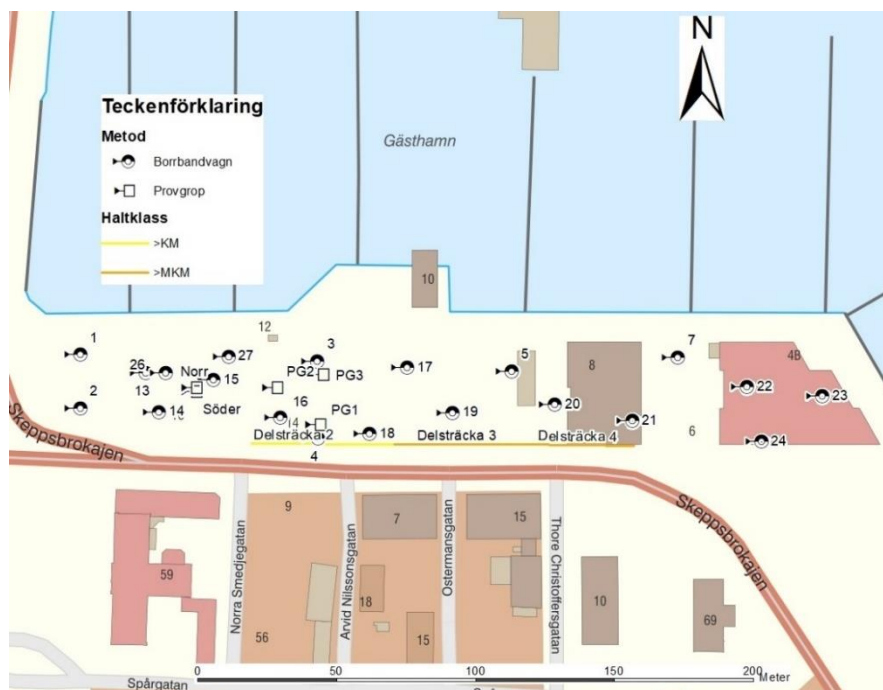 N
Teckenförklaring
Metod
Borrbandvagn
Provgrop
Haltklass
>KM
>MKM
Gästhamn
10
12
1
27
3
7
26
Norr
PG2
PG3
17
5
8
4B
13
15
22
23
2
14
Söder
16
PG1
19
20
21
6
24
18
4
Delsträcka 2
Delsträcka 3
Delsträcka 4
Skeppsbrokajen
Skeppsbrokajen
9
7
15
59
18
10
69
56
15
Norra Smedjegatan
Arvid Nilssonsgatan
Ostermansgatan
Thore Christoffersgatan
Spårgatan
0 50 100 150 200
Meter